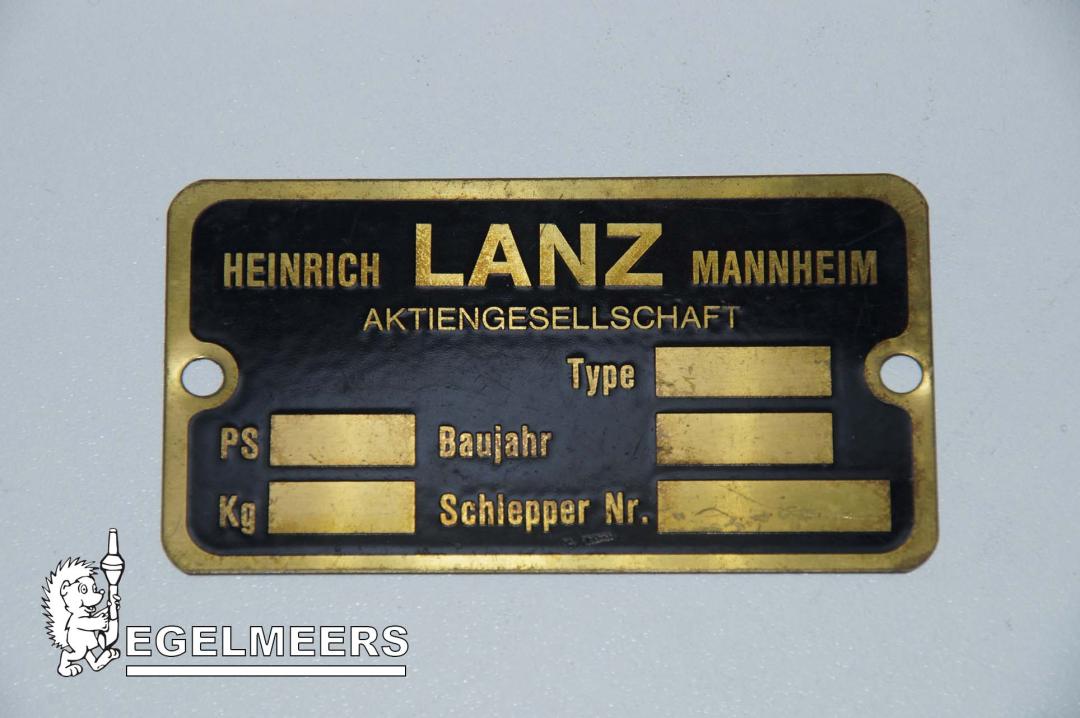 HEINRICH LANZ MANNHEIM
AKTIENGESELLSCHAFT
Type
PS Baujahr
Kg Schlepper Nr.
EGELMEERS